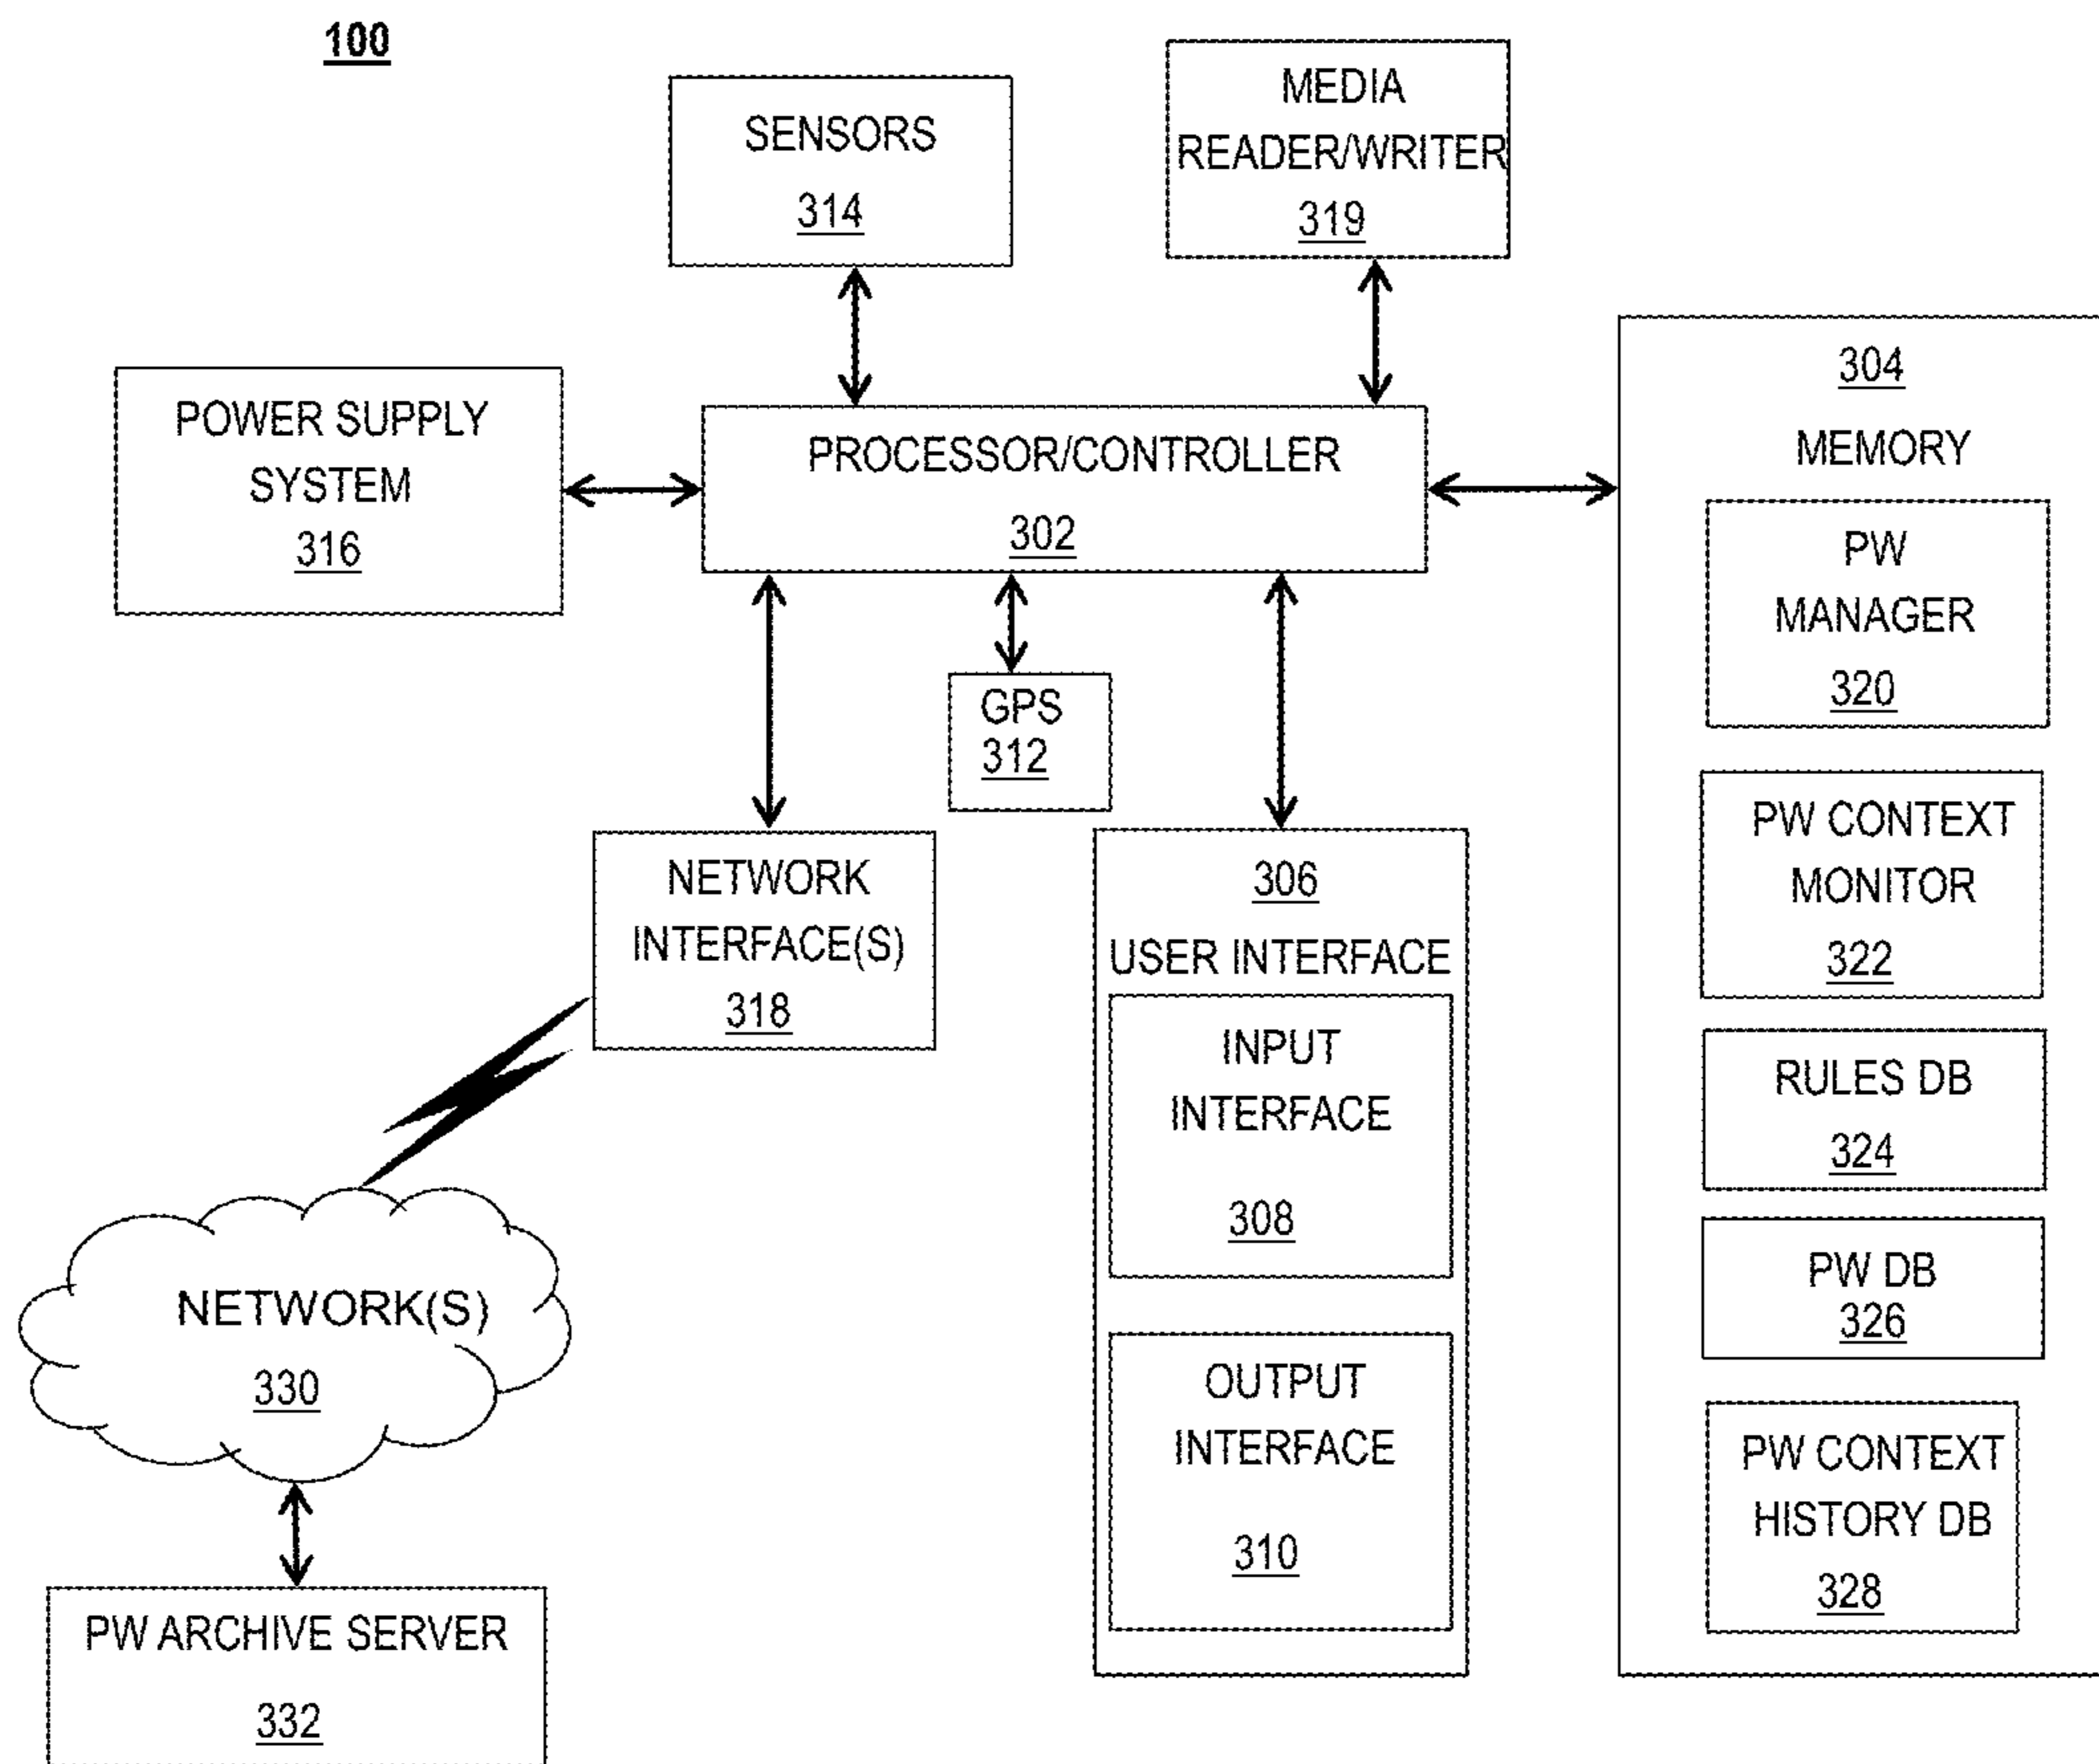 100
SENSORS
314
MEDIA
READER/WRITER
319
POWER SUPPLY
SYSTEM
316
PROCESSOR/CONTROLLER
302
304
MEMORY
PW
MANAGER
320
PW CONTEXT
MONITOR
322
RULES DB
324
PW DB
326
PW CONTEXT
HISTORY DB
328
GPS
312
NETWORK
INTERFACE(S)
318
306
USER INTERFACE
INPUT
INTERFACE
308
OUTPUT
INTERFACE
310
NETWORK(S)
330
PW ARCHIVE SERVER
332